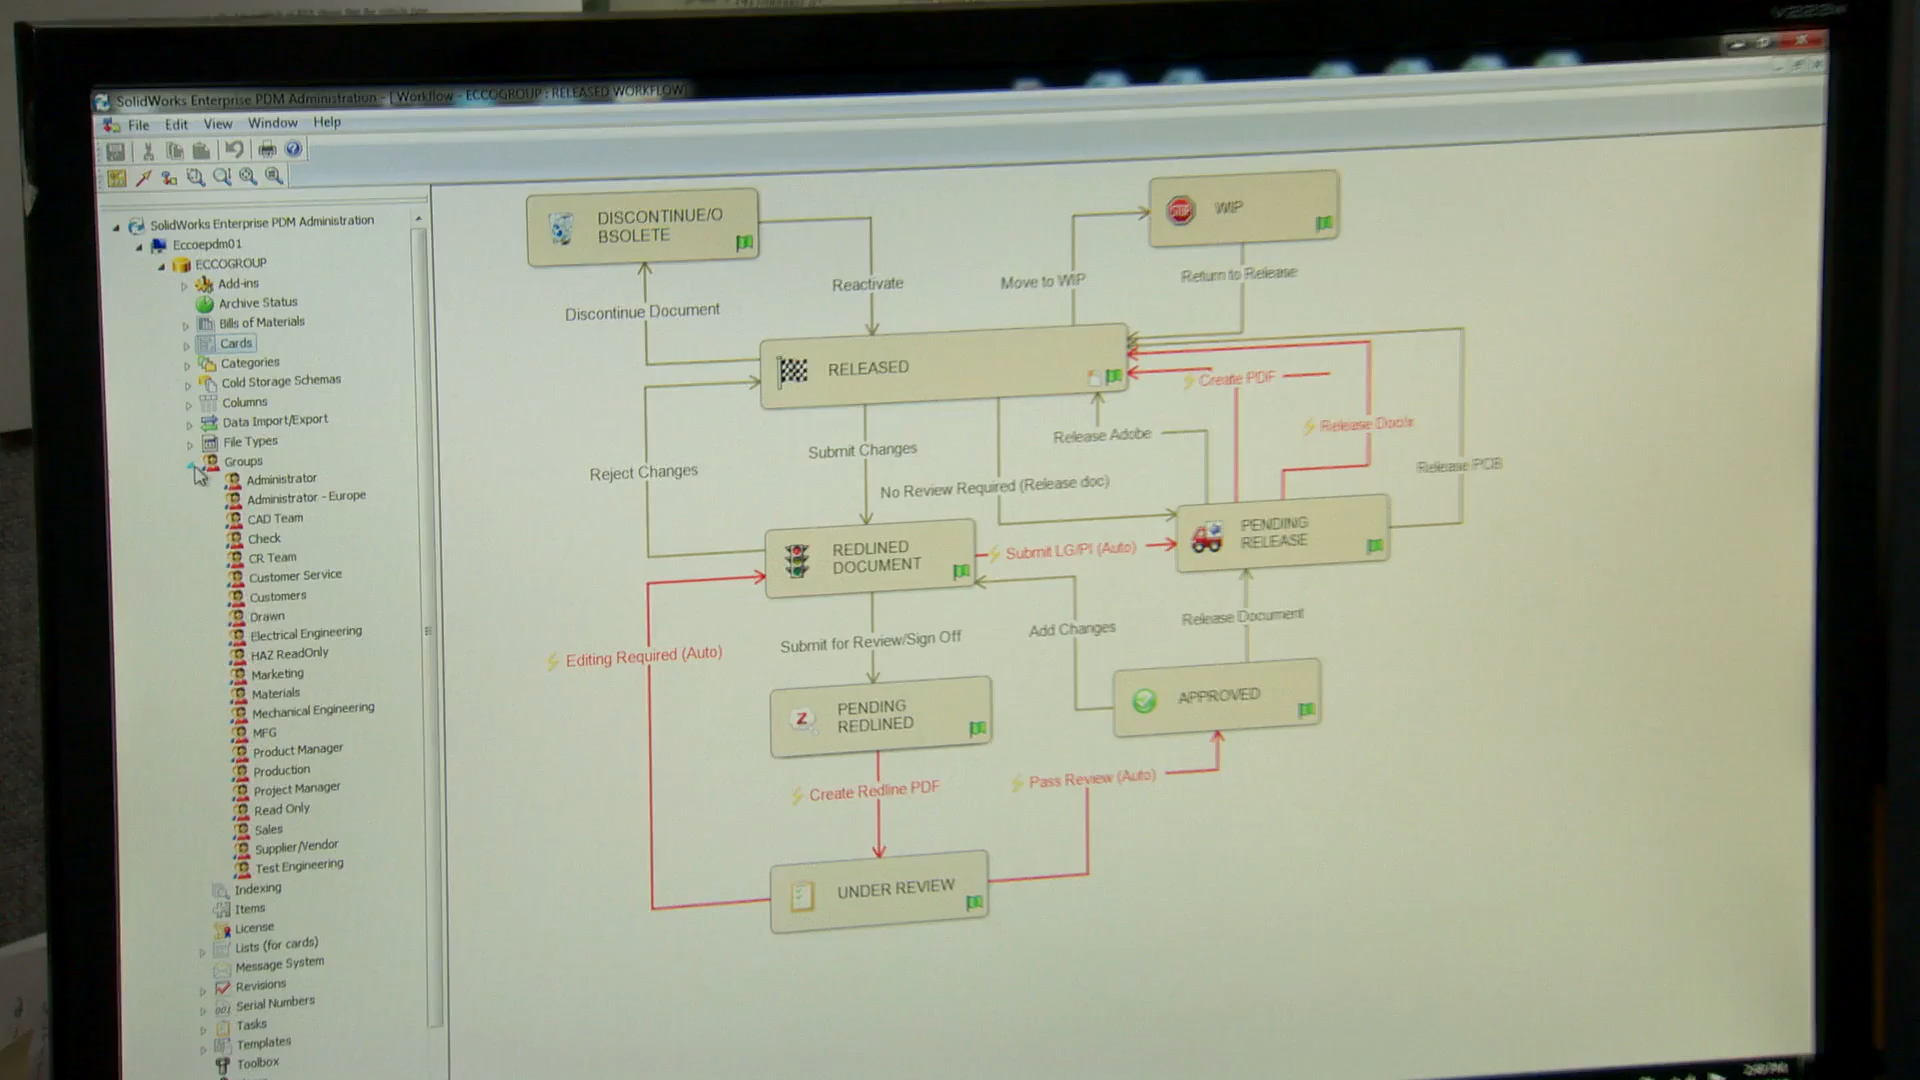 SolidWorks Enterprise PDM Administration - [Workflow - ECCOGROUP : RELEASED WORKFLOW]
File Edit View Window Help
SolidWorks Enterprise PDM Administration
Eccoepdm01
ECCOGROUP
Add-ins
Archive Status
Bills of Materials
Cards
Categories
Cold Storage Schemas
Columns
Data Import/Export
File Types
Groups
Administrator
Administrator - Europe
CAD Team
Check
CR Team
Customer Service
Customers
Drawn
Electrical Engineering
HAZ ReadOnly
Marketing
Materials
Mechanical Engineering
MFG
Product Manager
Production
Project Manager
Read Only
Sales
Supplier/Vendor
Test Engineering
Indexing
Items
License
Lists (for cards)
Message System
Revisions
Serial Numbers
Tasks
Templates
Toolbox
DISCONTINUE/O
BSOLETE
STOP
WIP
Reactivate
Move to WIP
Return to Release
Discontinue Document
RELEASED
Create PDF
Release Docs
Release Adobe
Submit Changes
Reject Changes
Release PCB
No Review Required (Release doc)
REDLINED
DOCUMENT
Submit LG/PI (Auto)
PENDING
RELEASE
Release Document
Add Changes
Submit for Review/Sign Off
Editing Required (Auto)
Z
PENDING
REDLINED
APPROVED
Create Redline PDF
Pass Review (Auto)
UNDER REVIEW